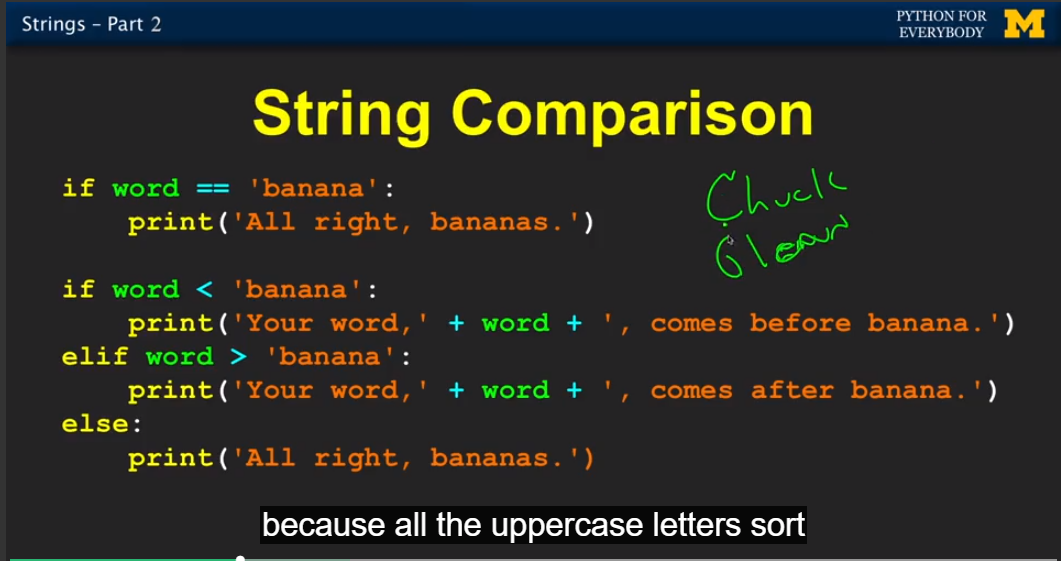 Strings – Part 2
PYTHON FOR
EVERYBODY
M
String Comparison
if word == 'banana':
    print('All right, bananas.')
Chuck
if word < 'banana':
    print('Your word,' + word + ', comes before banana.')
elif word > 'banana':
    print('Your word,' + word + ', comes after banana.')
else:
    print('All right, bananas.')
because all the uppercase letters sort